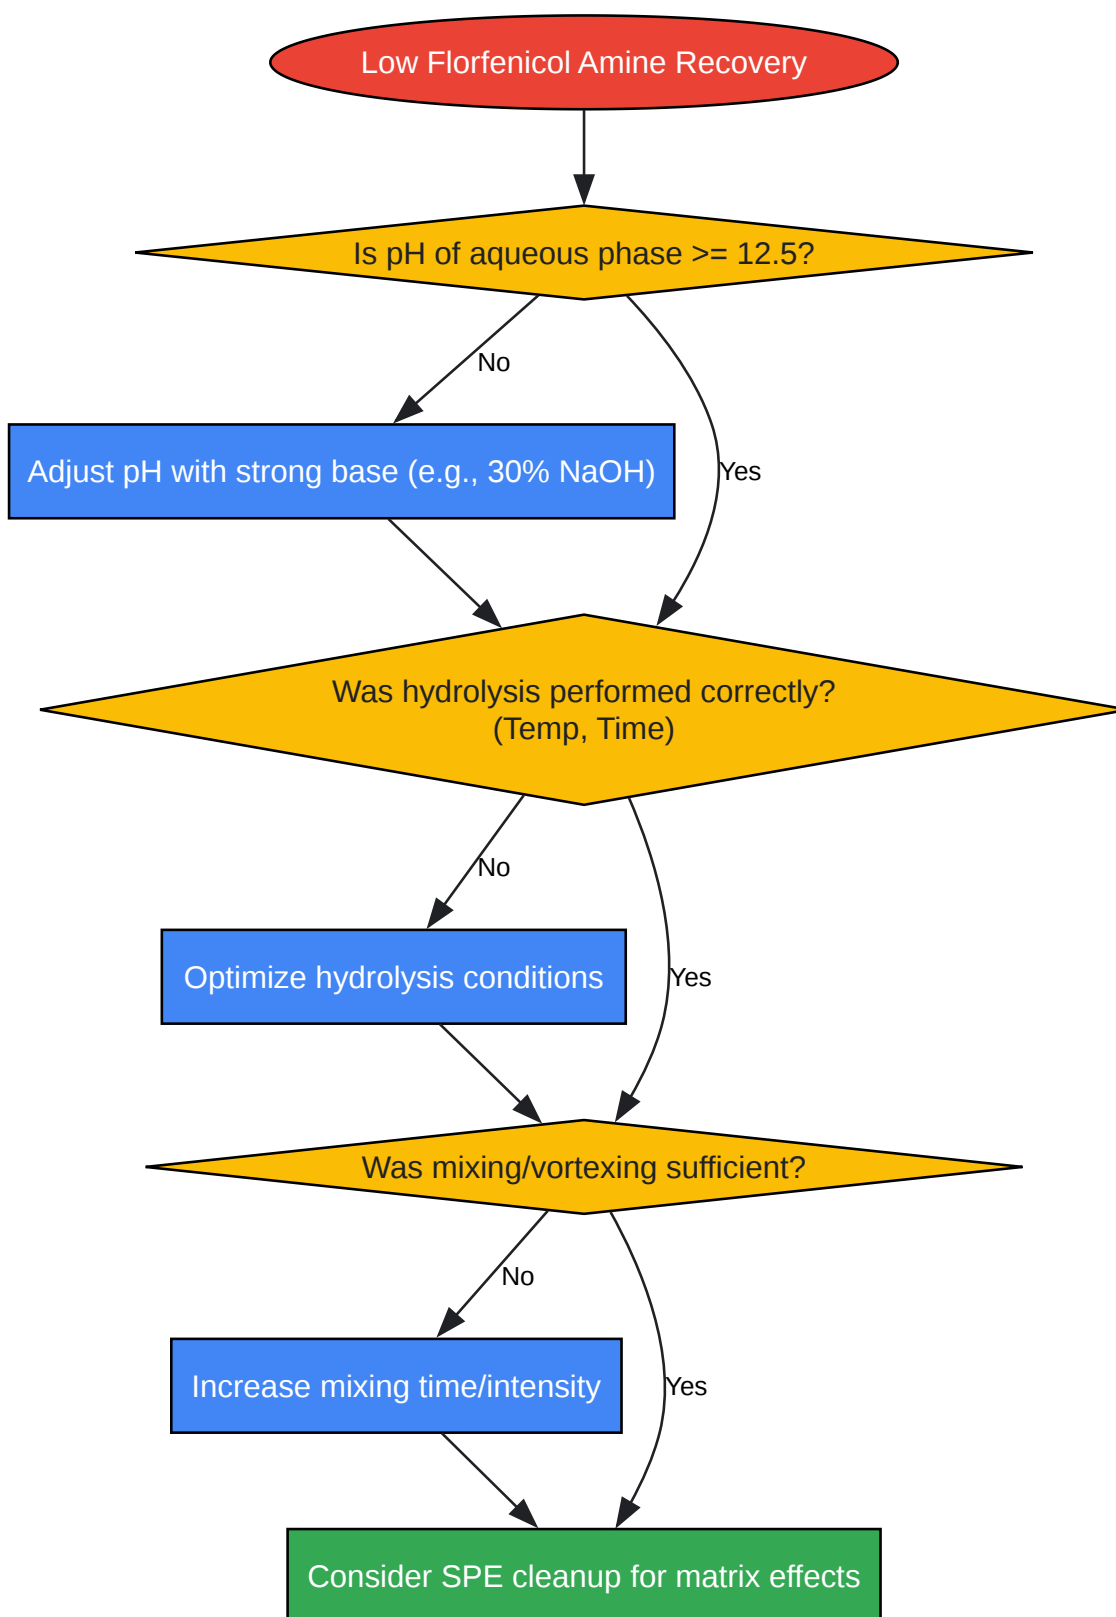 Low Florfenicol Amine Recovery
Is pH of aqueous phase >= 12.5?
No
Adjust pH with strong base (e.g., 30% NaOH)
Yes
Was hydrolysis performed correctly?
(Temp, Time)
No
Optimize hydrolysis conditions
Yes
Was mixing/vortexing sufficient?
No
Increase mixing time/intensity
Yes
Consider SPE cleanup for matrix effects